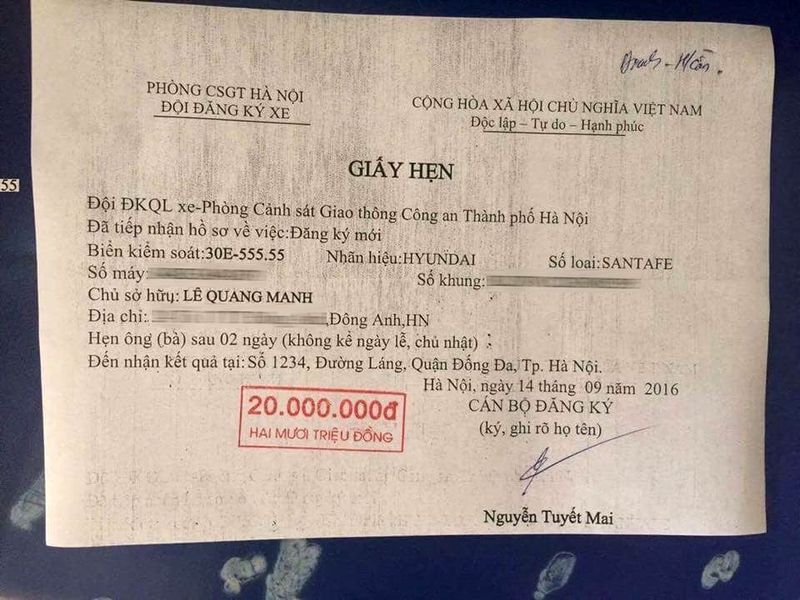 PHÒNG CSGT HÀ NỘI
ĐỘI ĐĂNG KÝ XE
CỘNG HÒA XÃ HỘI CHỦ NGHĨA VIỆT NAM
Độc lập – Tự do – Hạnh phúc
GIẤY HẸN
Đội ĐKQL xe-Phòng Cảnh sát Giao thông Công an Thành phố Hà Nội
Đã tiếp nhận hồ sơ về việc:Đăng ký mới
Biển kiểm soát:30E-555.55 Nhãn hiệu:HYUNDAI Số loại:SANTAFE
Số máy: Số khung:
Chủ sở hữu: LÊ QUANG MANH
Địa chỉ: ,Đông Anh,HN
Hẹn ông (bà) sau 02 ngày (không kể ngày lễ, chủ nhật) :
Đến nhận kết quả tại: Số 1234, Đường Láng, Quận Đống Đa, Tp. Hà Nội.
Hà Nội, ngày 14 tháng 09 năm 2016
20.000.000đ
HAI MƯƠI TRIỆU ĐỒNG
CÁN BỘ ĐĂNG KÝ
(ký, ghi rõ họ tên)
Nguyễn Tuyết Mai
55